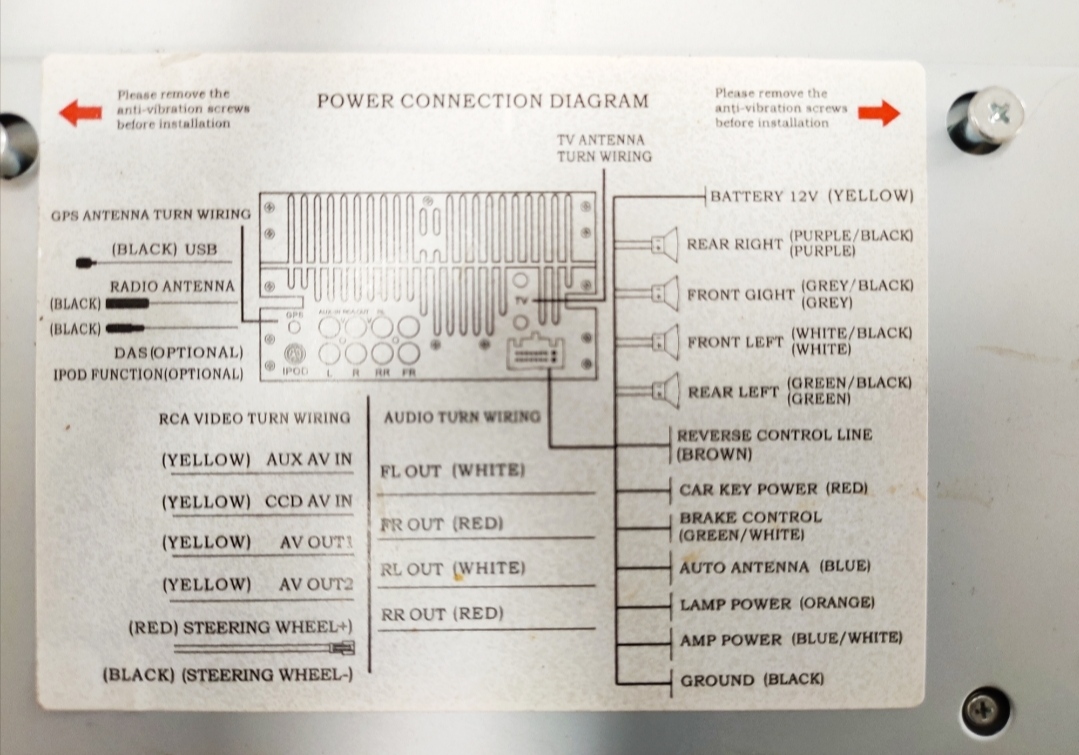 Please remove the
anti-vibration screws
before installation
POWER CONNECTION DIAGRAM
Please remove the
anti-vibration screws
before installation
TV ANTENNA
TURN WIRING
GPS ANTENNA TURN WIRING
(BLACK) USB
RADIO ANTENNA
(BLACK)
(BLACK)
DAS(OPTIONAL)
IPOD FUNCTION(OPTIONAL)
GPS
TV
IPOD L R RR FR
BATTERY 12V (YELLOW)
REAR RIGHT (PURPLE/BLACK)
(PURPLE)
FRONT GIGHT (GREY/BLACK)
(GREY)
FRONT LEFT (WHITE/BLACK)
(WHITE)
REAR LEFT (GREEN/BLACK)
(GREEN)
REVERSE CONTROL LINE
(BROWN)
CAR KEY POWER (RED)
BRAKE CONTROL
(GREEN/WHITE)
AUTO ANTENNA (BLUE)
LAMP POWER (ORANGE)
AMP POWER (BLUE/WHITE)
GROUND (BLACK)
RCA VIDEO TURN WIRING
(YELLOW) AUX AV IN
(YELLOW) CCD AV IN
(YELLOW) AV OUT1
(YELLOW) AV OUT2
(RED) STEERING WHEEL+)
(BLACK) (STEERING WHEEL-)
AUDIO TURN WIRING
FL OUT (WHITE)
FR OUT (RED)
RL OUT (WHITE)
RR OUT (RED)